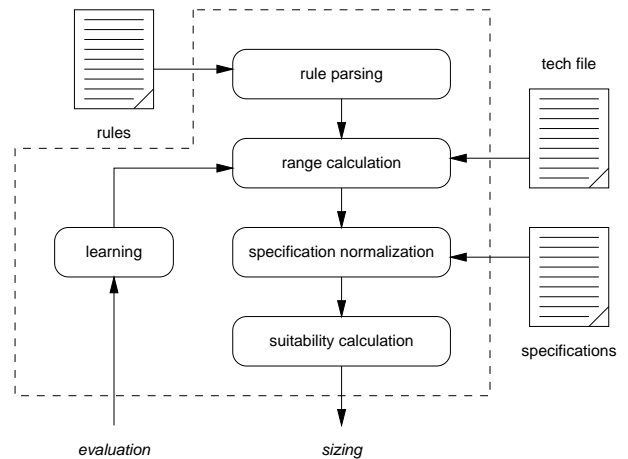 rule parsing
tech file
rules
range calculation
learning
specification normalization
suitability calculation
specifications
evaluation
sizing